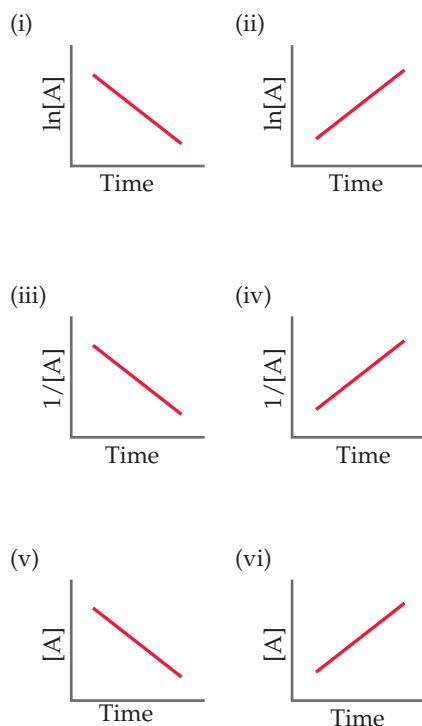 (i)
ln[A]
Time
(ii)
ln[A]
Time
(iii)
1/[A]
Time
(iv)
1/[A]
Time
(v)
[A]
Time
(vi)
[A]
Time